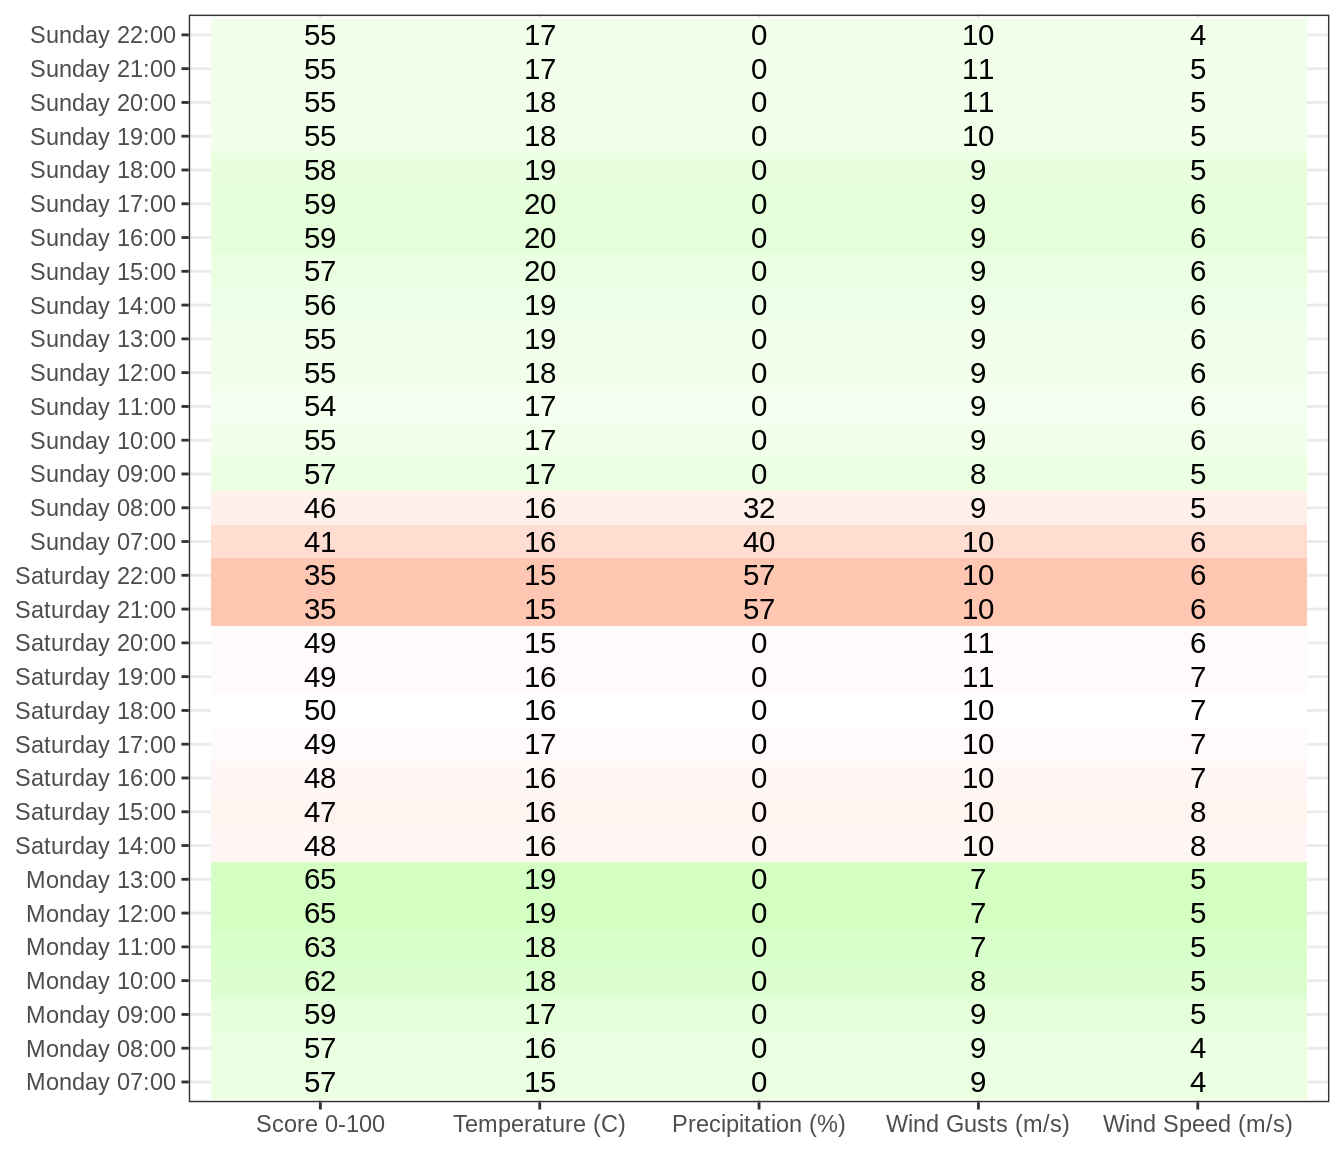 Sunday 22:00 55 17 0 10 4
Sunday 21:00 55 17 0 11 5
Sunday 20:00 55 18 0 11 5
Sunday 19:00 55 18 0 10 5
Sunday 18:00 58 19 0 9 5
Sunday 17:00 59 20 0 9 6
Sunday 16:00 59 20 0 9 6
Sunday 15:00 57 20 0 9 6
Sunday 14:00 56 19 0 9 6
Sunday 13:00 55 19 0 9 6
Sunday 12:00 55 18 0 9 6
Sunday 11:00 54 17 0 9 6
Sunday 10:00 55 17 0 9 6
Sunday 09:00 57 17 0 8 5
Sunday 08:00 46 16 32 9 5
Sunday 07:00 41 16 40 10 6
Saturday 22:00 35 15 57 10 6
Saturday 21:00 35 15 57 10 6
Saturday 20:00 49 15 0 11 6
Saturday 19:00 49 16 0 11 7
Saturday 18:00 50 16 0 10 7
Saturday 17:00 49 17 0 10 7
Saturday 16:00 48 16 0 10 7
Saturday 15:00 47 16 0 10 8
Saturday 14:00 48 16 0 10 8
Monday 13:00 65 19 0 7 5
Monday 12:00 65 19 0 7 5
Monday 11:00 63 18 0 7 5
Monday 10:00 62 18 0 8 5
Monday 09:00 59 17 0 9 5
Monday 08:00 57 16 0 9 4
Monday 07:00 57 15 0 9 4
Score 0-100 Temperature (C) Precipitation (%) Wind Gusts (m/s) Wind Speed (m/s)